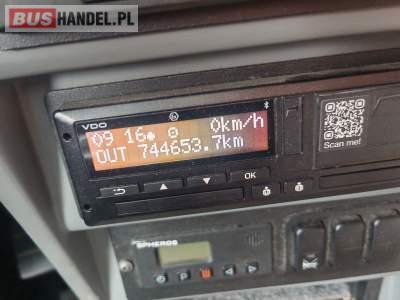 BUSHANDEL.PL
VDO
09 16 0km/h
OUT 744653.7km
OK
Scan me!
SPHEROS